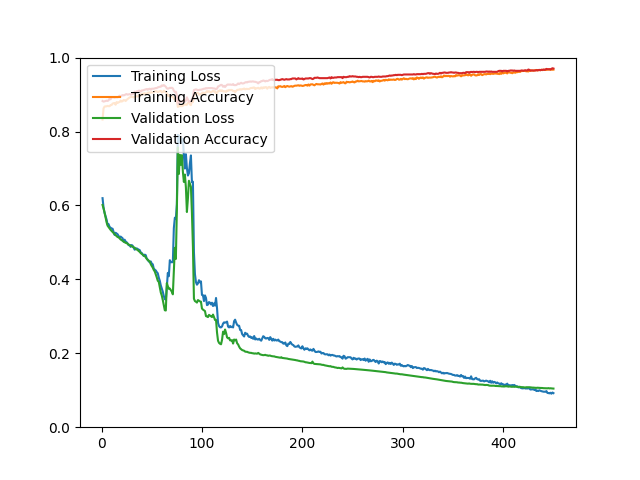 Training Loss
Training Accuracy
Validation Loss
Validation Accuracy
1.0
0.8
0.6
0.4
0.2
0.0
0 100 200 300 400